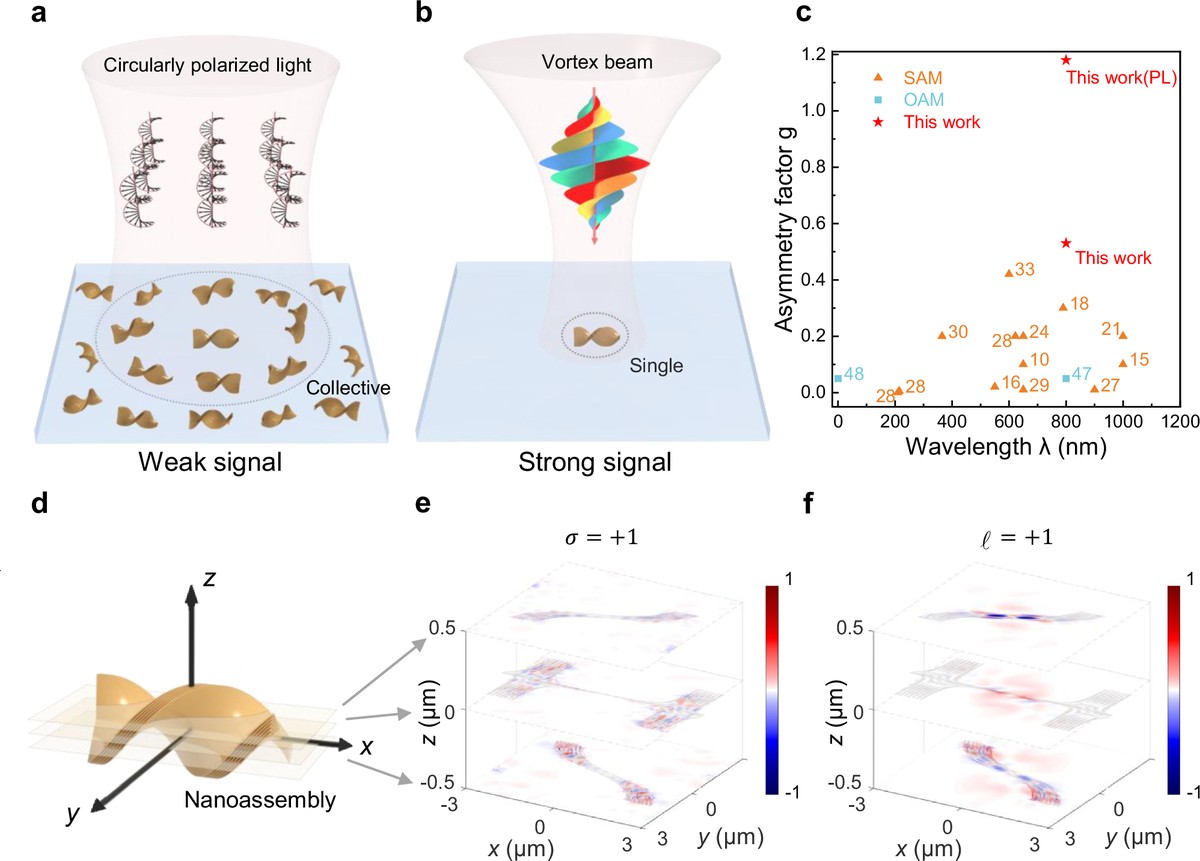 a
Circularly polarized light
Collective
Weak signal
b
Vortex beam
Single
Strong signal
c
Asymmetry factor g
1.2
1.0
0.8
0.6
0.4
0.2
0.0
SAM
OAM
This work
This work(PL)
This work
33
18
30
28
24
21
10
15
48
47
28
28
16
29
27
0
200
400
600
800
1000
1200
Wavelength λ (nm)
d
z
x
y
Nanoassembly
e
σ = +1
1
-1
0.5
0
-0.5
z (μm)
-3
0
3
x (μm)
3
0
y (μm)
f
ℓ = +1
1
-1
0.5
0
-0.5
z (μm)
-3
0
3
x (μm)
3
0
y (μm)